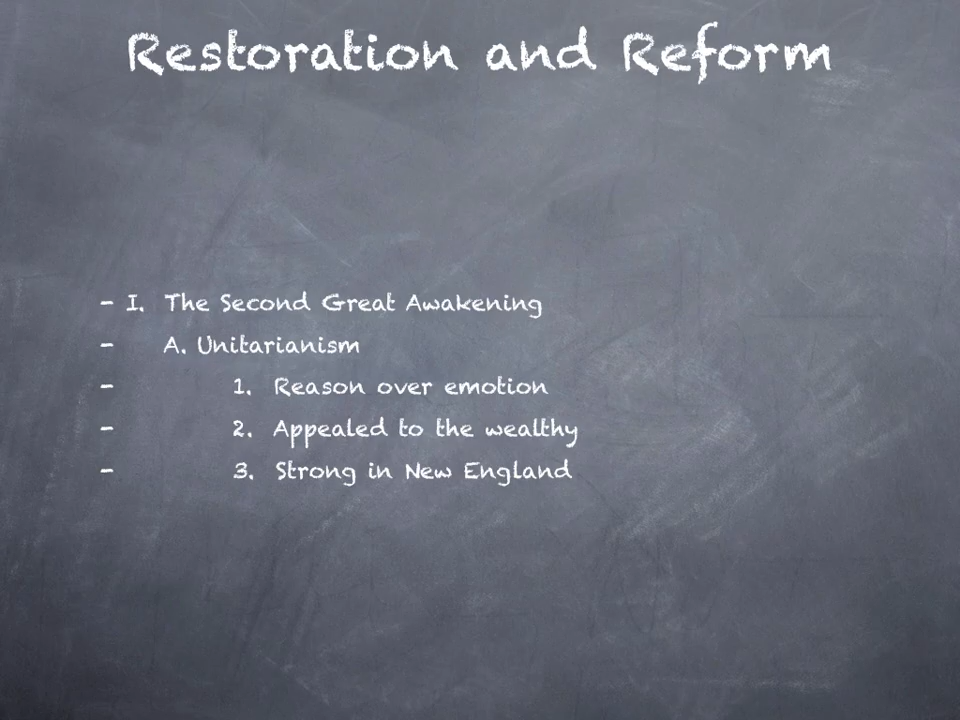 Restoration and Reform
- I. The Second Great Awakening
- A. Unitarianism
- 1. Reason over emotion
- 2. Appealed to the wealthy
- 3. Strong in New England